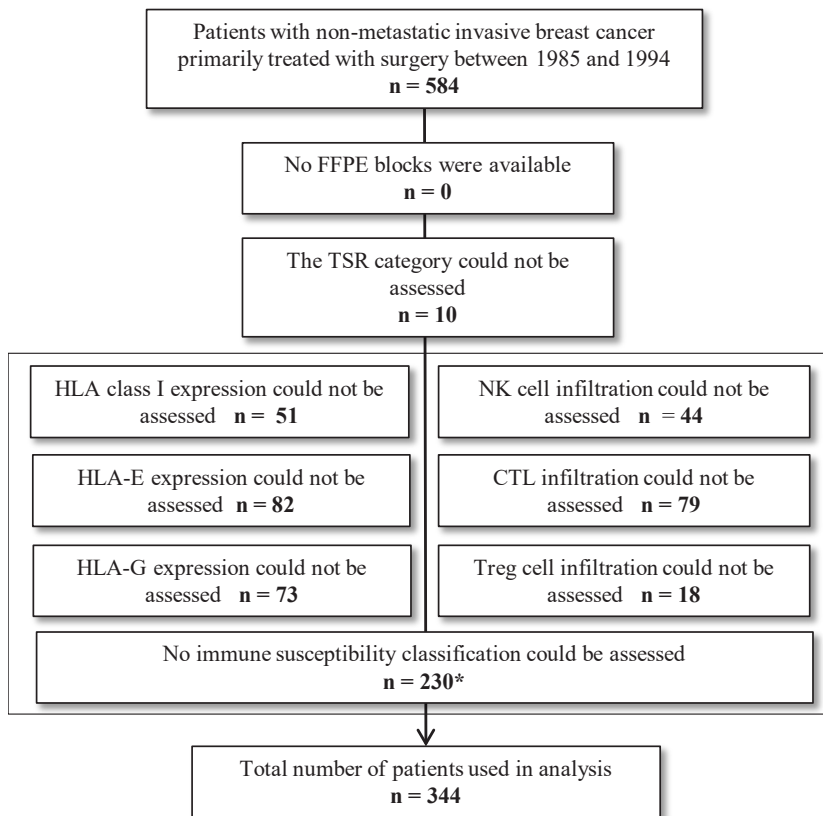 Patients with non-metastatic invasive breast cancer
primarily treated with surgery between 1985 and 1994
n = 584
No FFPE blocks were available
n = 0
The TSR category could not be
assessed
n = 10
HLA class I expression could not be
assessed n = 51
NK cell infiltration could not be
assessed n = 44
HLA-E expression could not be
assessed n = 82
CTL infiltration could not be
assessed n = 79
HLA-G expression could not be
assessed n = 73
Treg cell infiltration could not be
assessed n = 18
No immune susceptibility classification could be assessed
n = 230*
Total number of patients used in analysis
n = 344